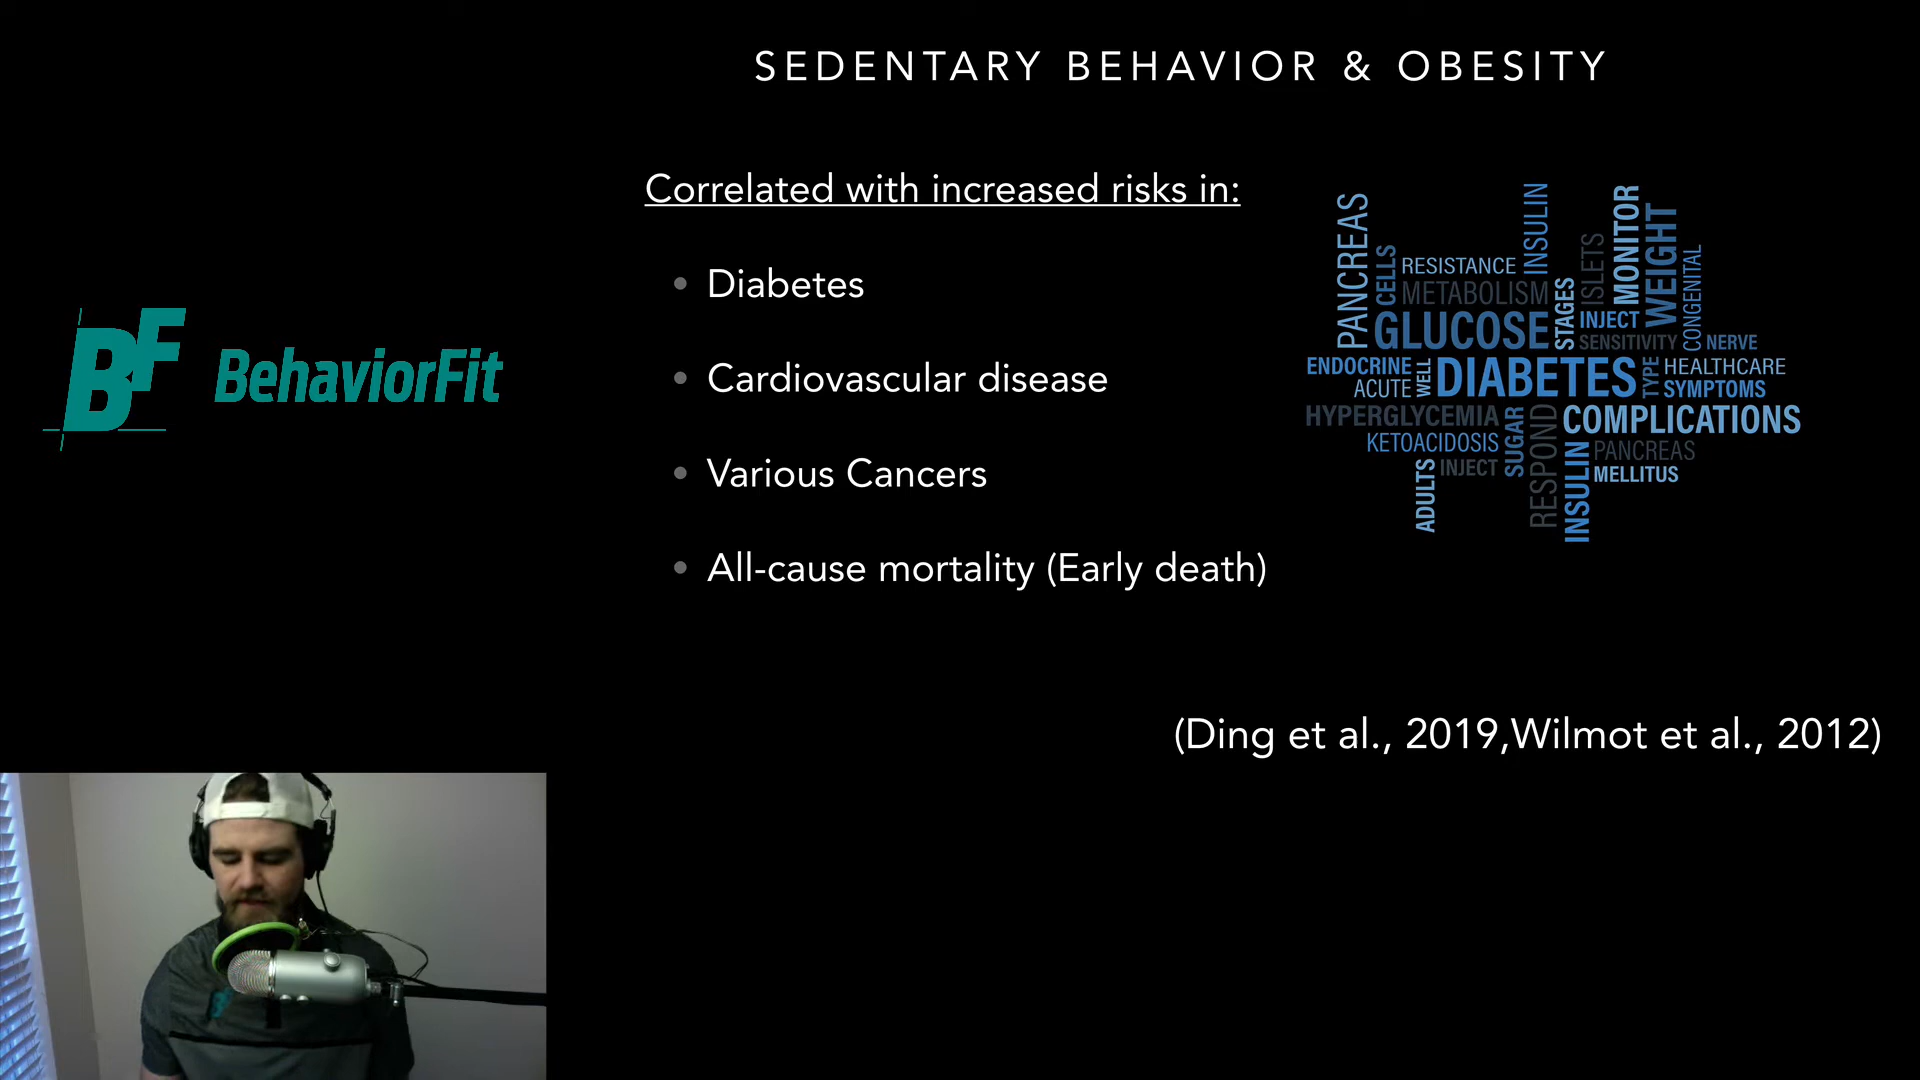 SEDENTARY BEHAVIOR & OBESITY
Correlated with increased risks in:
Diabetes
Cardiovascular disease
Various Cancers
All-cause mortality (Early death)
BF BehaviorFit
PANCREAS
CELLS
RESISTANCE
INSULIN
METABOLISM
GLUCOSE
STAGES
ISLETS
MONITOR
WEIGHT
CONGENITAL
INJECT
SENSITIVITY
NERVE
ENDOCRINE
ACUTE
WELL
DIABETES
TYPE
HEALTHCARE
SYMPTOMS
HYPERGLYCEMIA
KETOACIDOSIS
SUGAR
RESPOND
COMPLICATIONS
ADULTS
INJECT
INSULIN
PANCREAS
MELLITUS
(Ding et al., 2019,Wilmot et al., 2012)